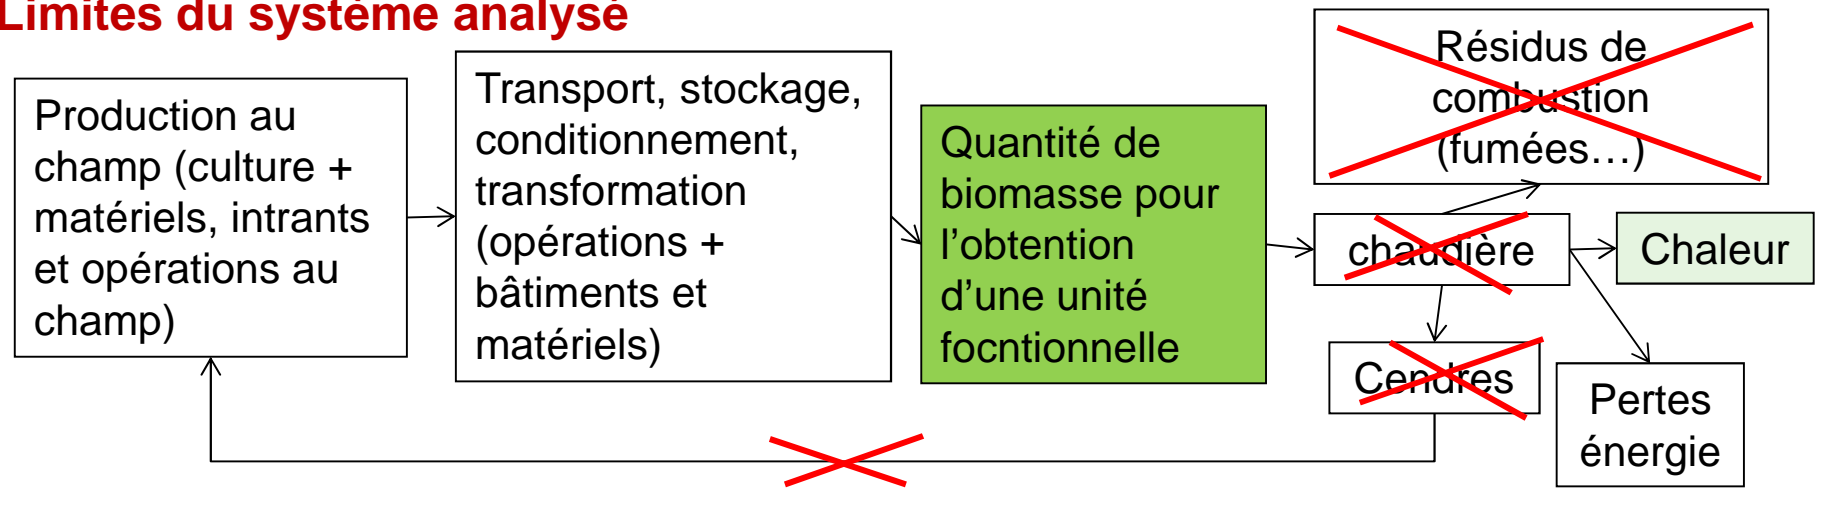 Limites du système analysé
Production au
champ (culture +
matériels, intrants
et opérations au
champ)
Transport, stockage,
conditionnement,
transformation
(opérations +
bâtiments et
matériels)
Quantité de
biomasse pour
l’obtention
d’une unité
focntionnelle
Résidus de
combustion
(fumées…)
chaudière
Chaleur
Cendres
Pertes
énergie